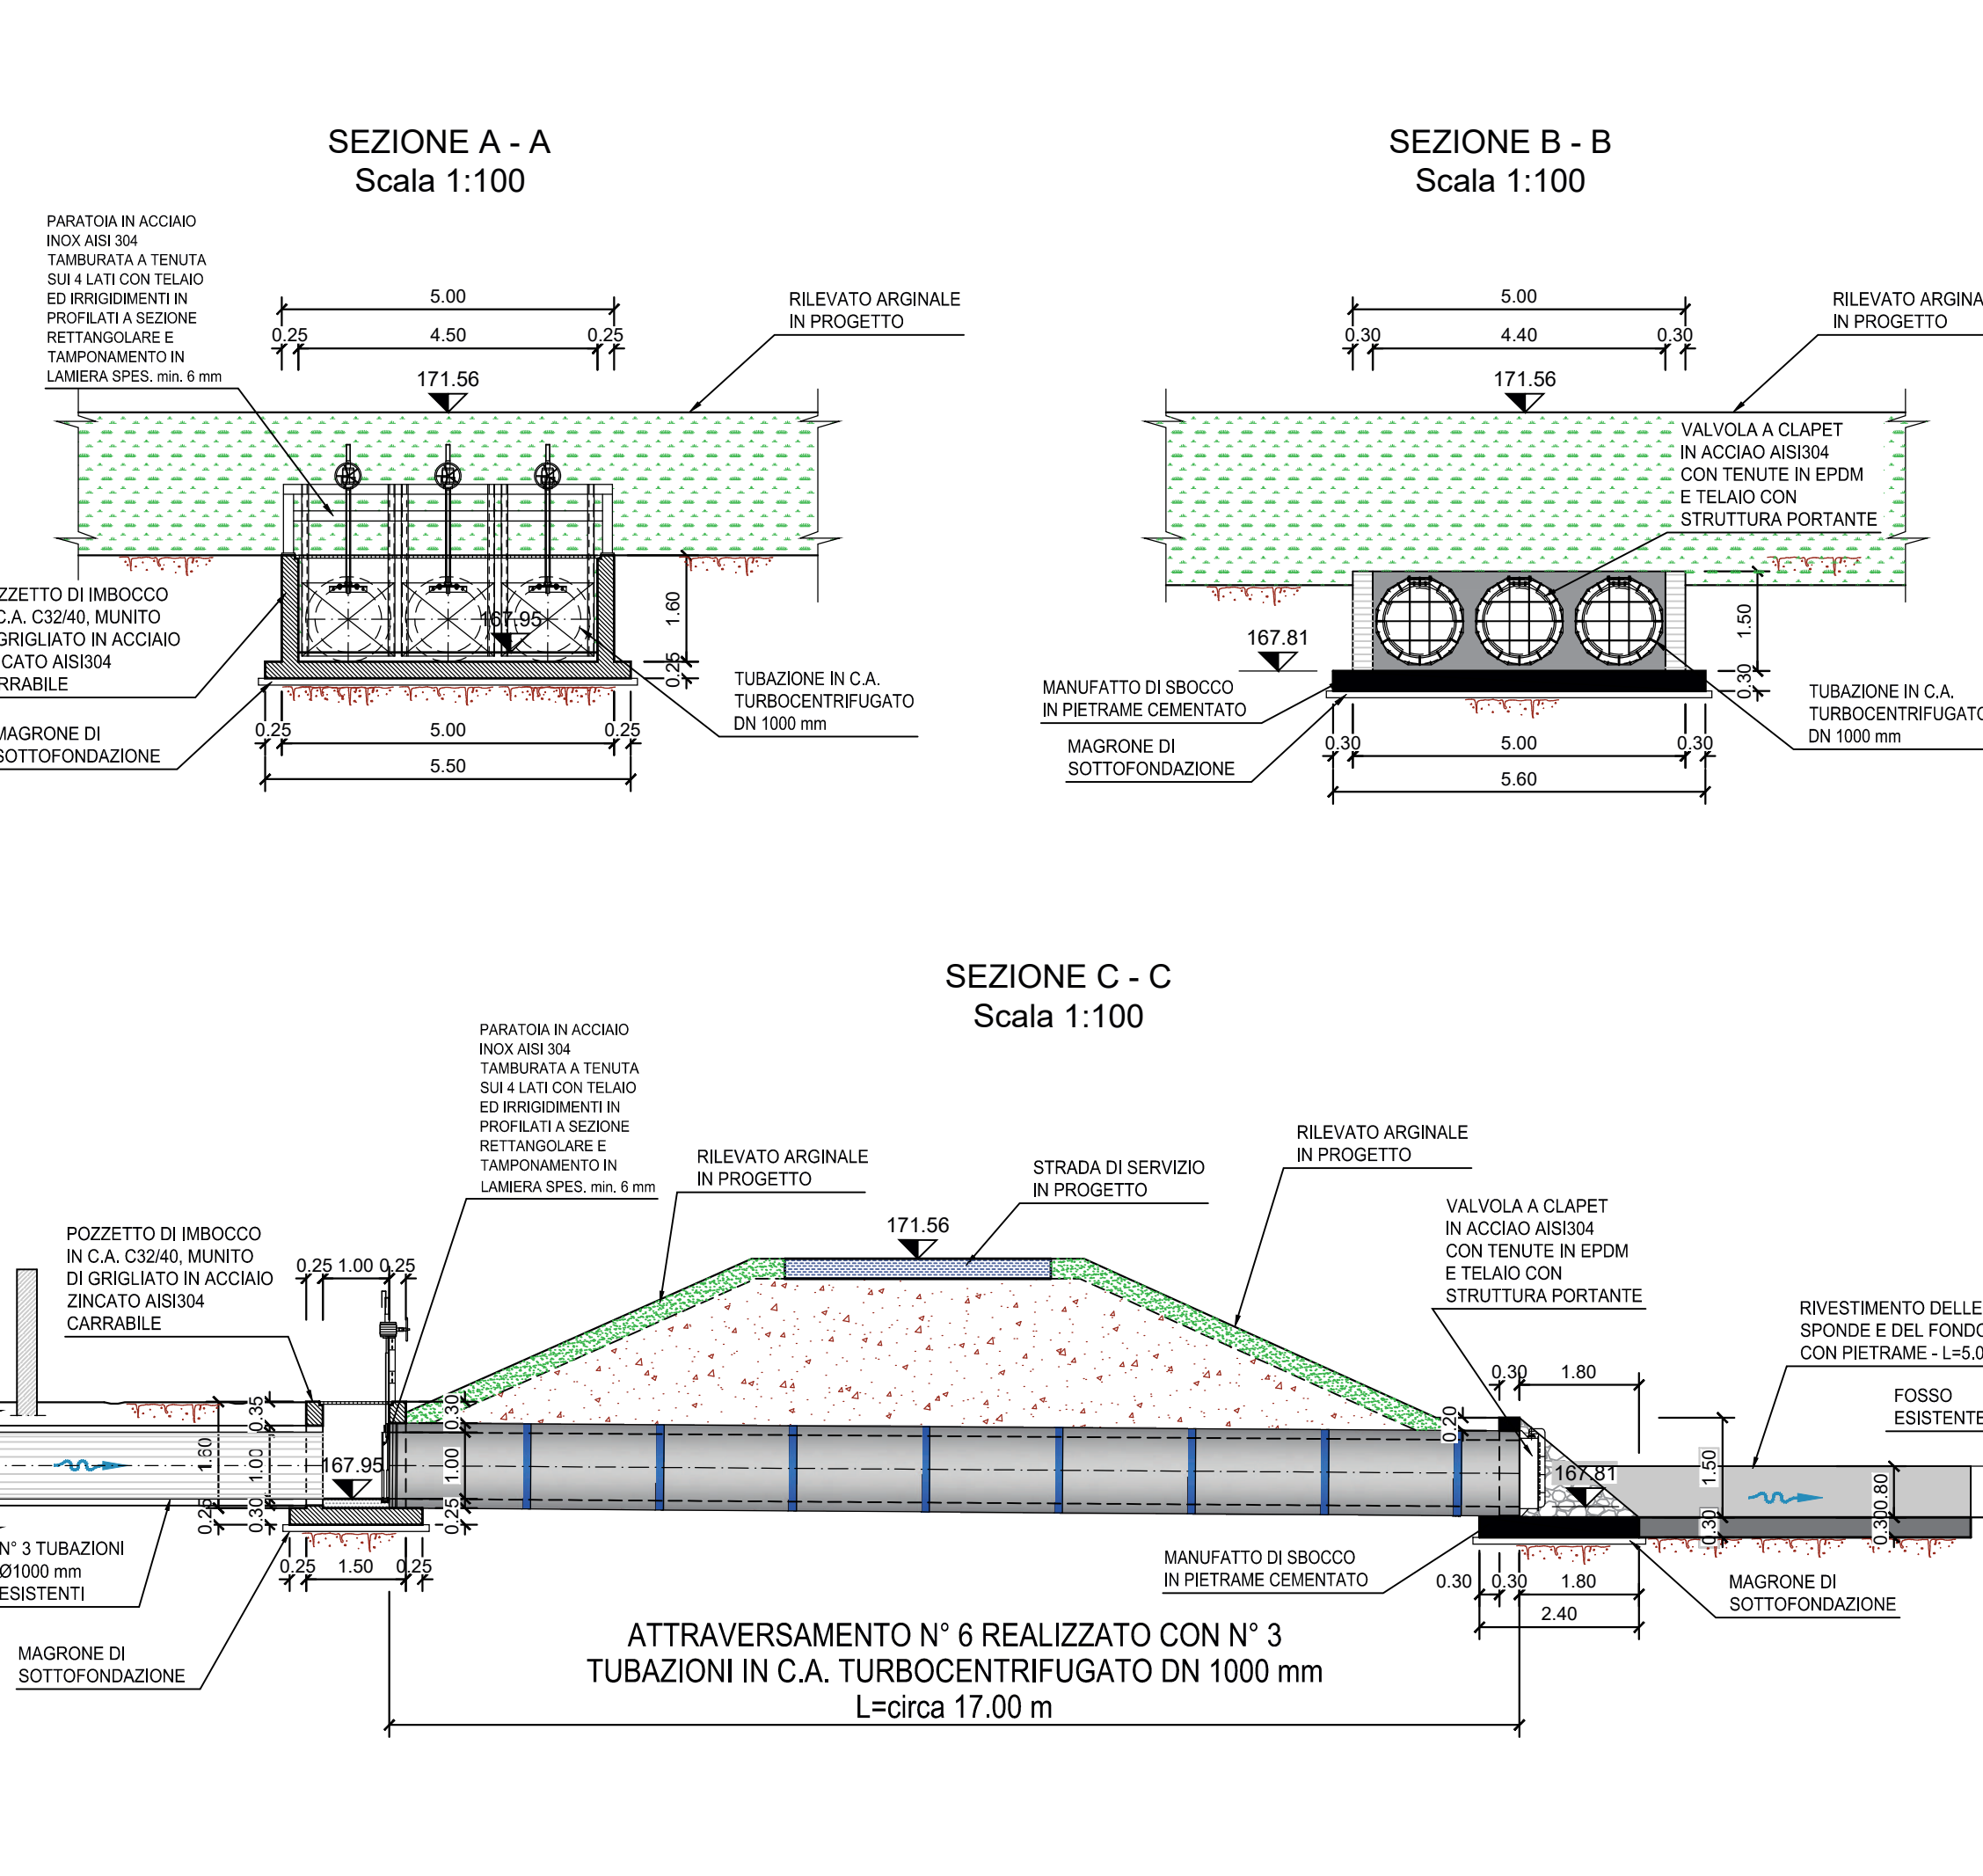 SEZIONE A - A
Scala 1:100
PARATOIA IN ACCIAIO
INOX AISI 304
TAMBURATA A TENUTA
SUI 4 LATI CON TELAIO
ED IRRIGIDIMENTI IN
PROFILATI A SEZIONE
RETTANGOLARE E
TAMPONAMENTO IN
LAMIERA SPES. min. 6 mm
5.00
0.25
4.50
0.25
171.56
RILEVATO ARGINALE
IN PROGETTO
ZZETTO DI IMBOCCO
C.A. C32/40, MUNITO
GRIGLIATO IN ACCIAIO
CATO AISI304
RRABILE
167.95
1.60
0.25
TUBAZIONE IN C.A.
TURBOCENTRIFUGATO
DN 1000 mm
MAGRONE DI
SOTTOFONDAZIONE
0.25
5.00
0.25
5.50
SEZIONE B - B
Scala 1:100
5.00
0.30
4.40
0.30
171.56
RILEVATO ARGINA
IN PROGETTO
VALVOLA A CLAPET
IN ACCIAO AISI304
CON TENUTE IN EPDM
E TELAIO CON
STRUTTURA PORTANTE
167.81
1.50
0.30
MANUFATTO DI SBOCCO
IN PIETRAME CEMENTATO
MAGRONE DI
SOTTOFONDAZIONE
TUBAZIONE IN C.A.
TURBOCENTRIFUGATO
DN 1000 mm
0.30
5.00
0.30
5.60
SEZIONE C - C
Scala 1:100
PARATOIA IN ACCIAIO
INOX AISI 304
TAMBURATA A TENUTA
SUI 4 LATI CON TELAIO
ED IRRIGIDIMENTI IN
PROFILATI A SEZIONE
RETTANGOLARE E
TAMPONAMENTO IN
LAMIERA SPES. min. 6 mm
RILEVATO ARGINALE
IN PROGETTO
STRADA DI SERVIZIO
IN PROGETTO
RILEVATO ARGINALE
IN PROGETTO
171.56
POZZETTO DI IMBOCCO
IN C.A. C32/40, MUNITO
DI GRIGLIATO IN ACCIAIO
ZINCATO AISI304
CARRABILE
0.25 1.00 0.25
VALVOLA A CLAPET
IN ACCIAO AISI304
CON TENUTE IN EPDM
E TELAIO CON
STRUTTURA PORTANTE
RIVESTIMENTO DELLE
SPONDE E DEL FONDO
CON PIETRAME - L=5.0
FOSSO
ESISTENTE
0.30
1.80
1.60
0.25
0.35
1.00
0.30
167.95
0.30
1.00
0.25
0.20
167.81
1.50
0.30
0.80
0.30
N° 3 TUBAZIONI
Ø1000 mm
ESISTENTI
0.25
1.50
0.25
MAGRONE DI
SOTTOFONDAZIONE
MANUFATTO DI SBOCCO
IN PIETRAME CEMENTATO
0.30
0.30
1.80
2.40
MAGRONE DI
SOTTOFONDAZIONE
ATTRAVERSAMENTO N° 6 REALIZZATO CON N° 3
TUBAZIONI IN C.A. TURBOCENTRIFUGATO DN 1000 mm
L=circa 17.00 m